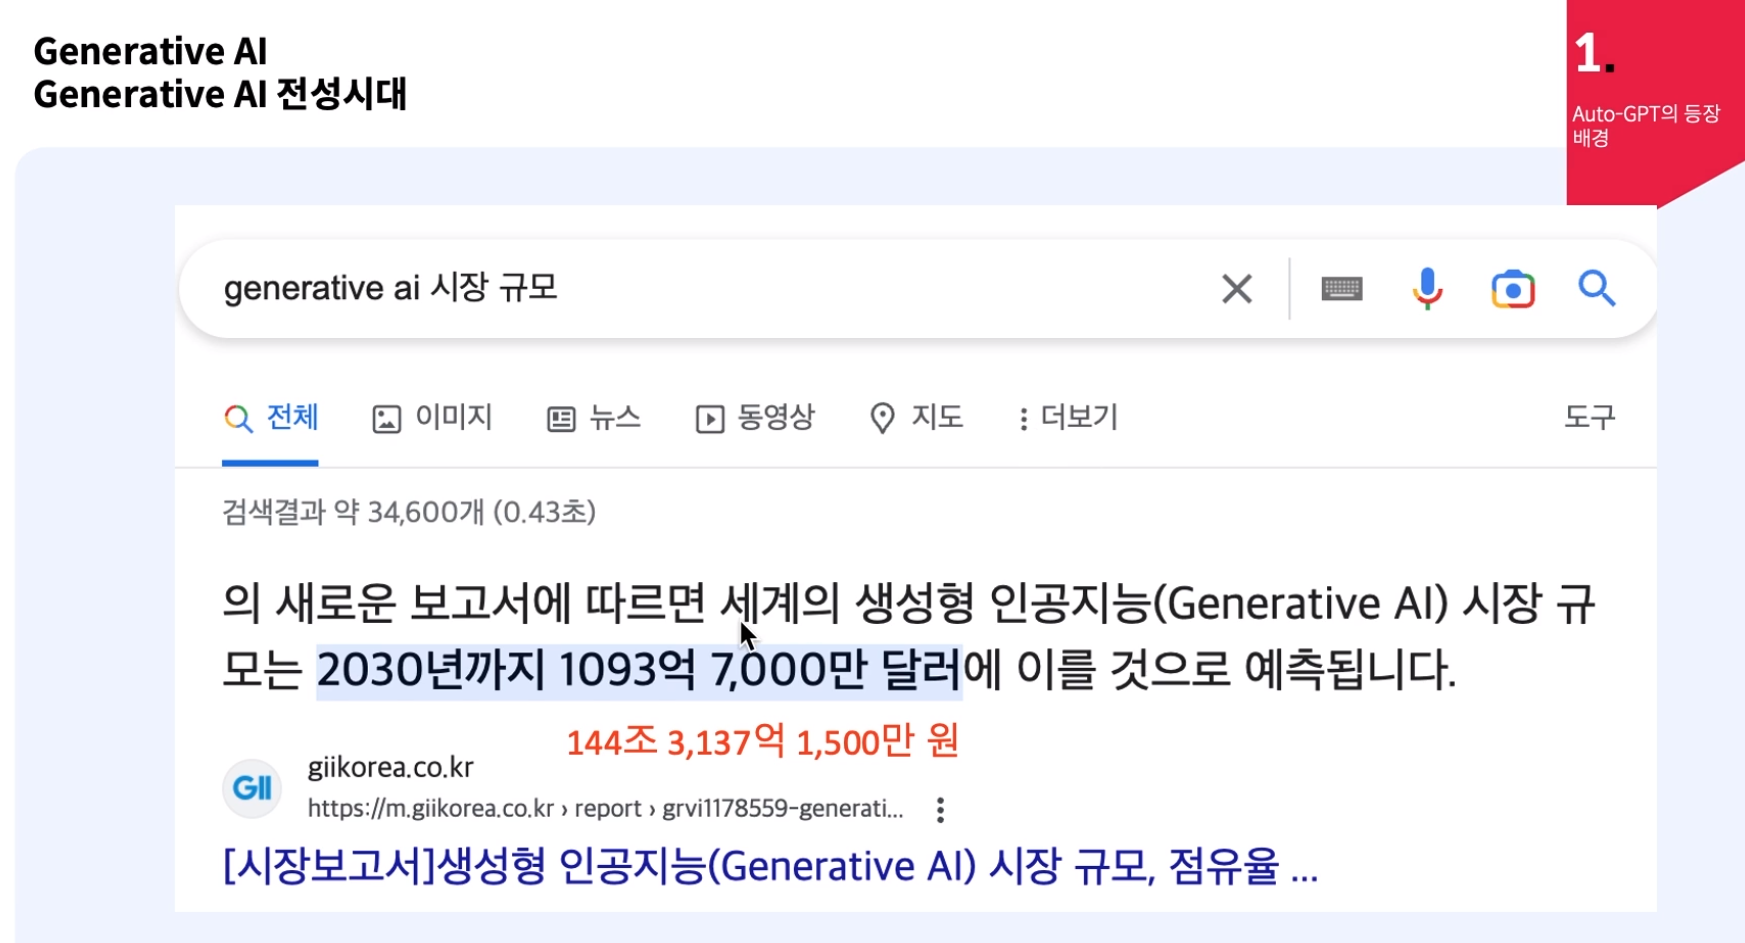 Generative AI
Generative AI 전성시대
1.
Auto-GPT의 등장
배경
generative ai 시장 규모
전체 이미지 뉴스 동영상 지도 더보기 도구
검색결과 약 34,600개 (0.43초)
의 새로운 보고서에 따르면 세계의 생성형 인공지능(Generative AI) 시장 규
모는 2030년까지 1093억 7,000만 달러에 이를 것으로 예측됩니다.
144조 3,137억 1,500만 원
GII
giikorea.co.kr
https://m.giikorea.co.kr › report › grvi1178559-generati...
[시장보고서]생성형 인공지능(Generative AI) 시장 규모, 점유율 ...